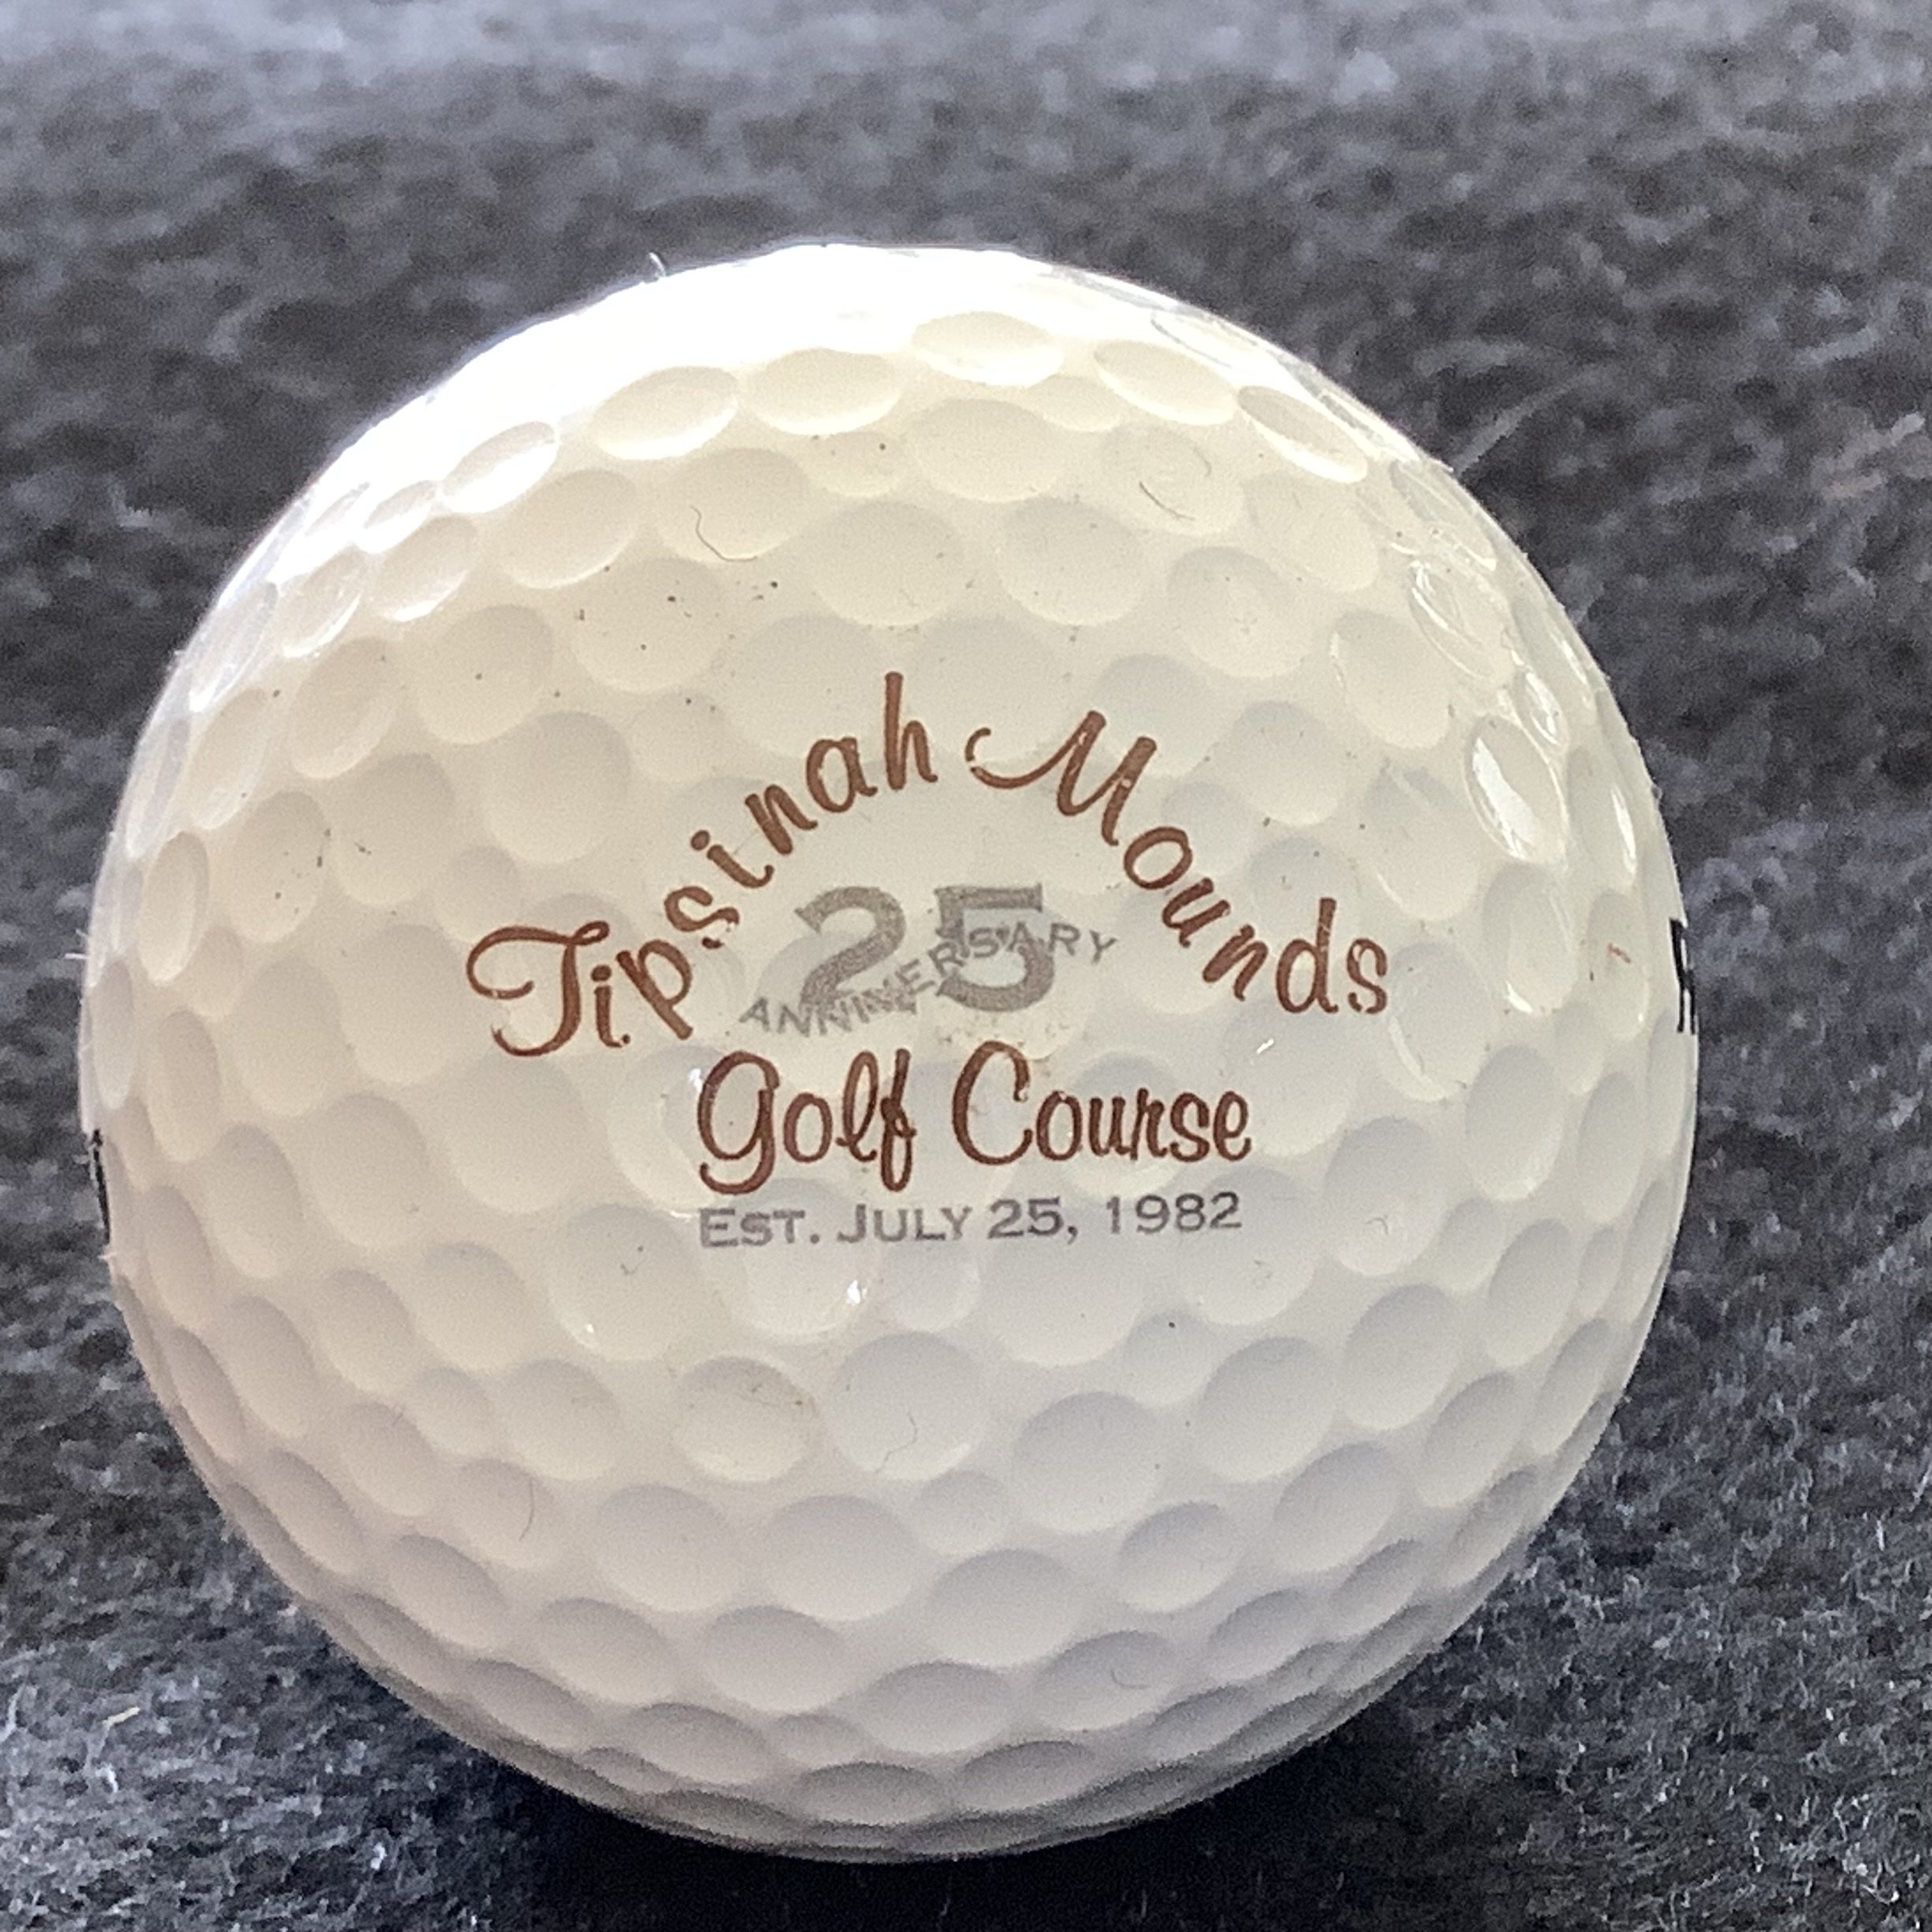 Tipsinah Mounds
25
ANNIVERSARY
Golf Course
EST. JULY 25, 1982